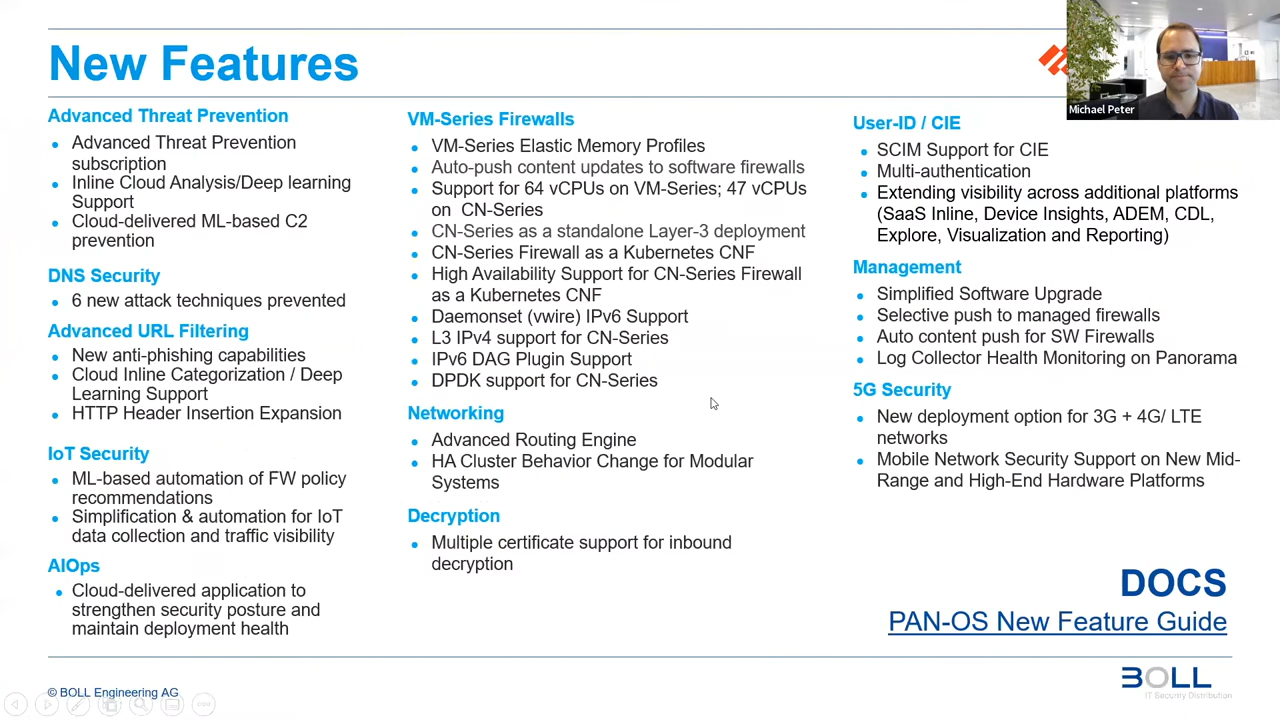 New Features
Michael Peter
Advanced Threat Prevention
Advanced Threat Prevention
subscription
Inline Cloud Analysis/Deep learning
Support
Cloud-delivered ML-based C2
prevention
DNS Security
6 new attack techniques prevented
Advanced URL Filtering
New anti-phishing capabilities
Cloud Inline Categorization / Deep
Learning Support
HTTP Header Insertion Expansion
IoT Security
ML-based automation of FW policy
recommendations
Simplification & automation for IoT
data collection and traffic visibility
AIOps
Cloud-delivered application to
strengthen security posture and
maintain deployment health
VM-Series Firewalls
VM-Series Elastic Memory Profiles
Auto-push content updates to software firewalls
Support for 64 vCPUs on VM-Series; 47 vCPUs
on CN-Series
CN-Series as a standalone Layer-3 deployment
CN-Series Firewall as a Kubernetes CNF
High Availability Support for CN-Series Firewall
as a Kubernetes CNF
Daemonset (vwire) IPv6 Support
L3 IPv4 support for CN-Series
IPv6 DAG Plugin Support
DPDK support for CN-Series
Networking
Advanced Routing Engine
HA Cluster Behavior Change for Modular
Systems
Decryption
Multiple certificate support for inbound
decryption
User-ID / CIE
SCIM Support for CIE
Multi-authentication
Extending visibility across additional platforms
(SaaS Inline, Device Insights, ADEM, CDL,
Explore, Visualization and Reporting)
Management
Simplified Software Upgrade
Selective push to managed firewalls
Auto content push for SW Firewalls
Log Collector Health Monitoring on Panorama
5G Security
New deployment option for 3G + 4G/ LTE
networks
Mobile Network Security Support on New Mid-
Range and High-End Hardware Platforms
DOCS
PAN-OS New Feature Guide
© BOLL Engineering AG
BOLL
IT Security Distribution